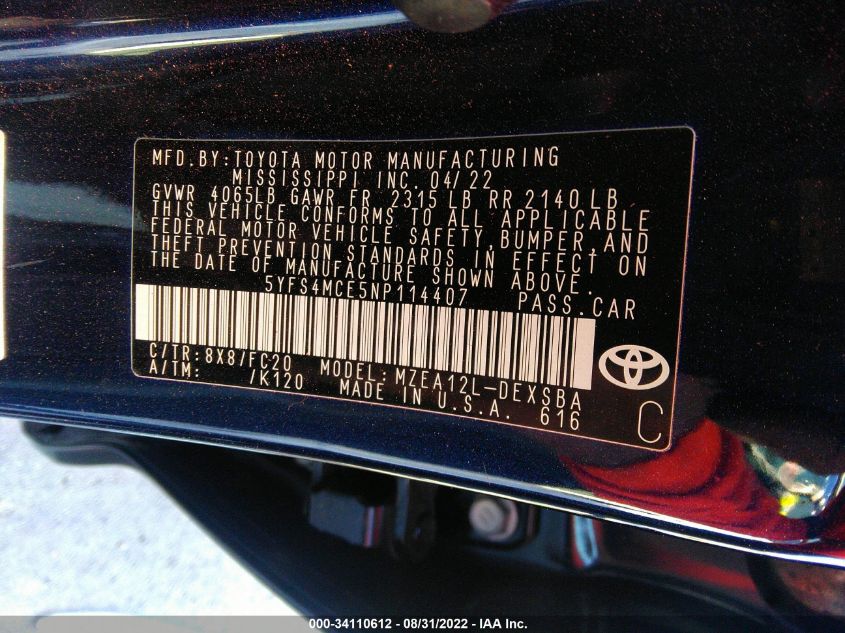 MFD.BY:TOYOTA MOTOR MANUFACTURING
MISSISSIPPI INC. 04/22
GVWR 4065LB GAWR FR. 2315 LB RR 2140 LB
THIS VEHICLE CONFORMS TO ALL APPLICABLE
FEDERAL MOTOR VEHICLE SAFETY,BUMPER,AND
THEFT PREVENTION STANDARDS IN EFFECT ON
THE DATE OF MANUFACTURE SHOWN ABOVE.
5YFS4MCE5NP114407 PASS.CAR
C/TR:8X8/FC20 MODEL:MZEA12L-DEXSBA
A/TM: /K120 MADE IN U.S.A. 616
C
000-34110612 - 08/31/2022 - IAA Inc.